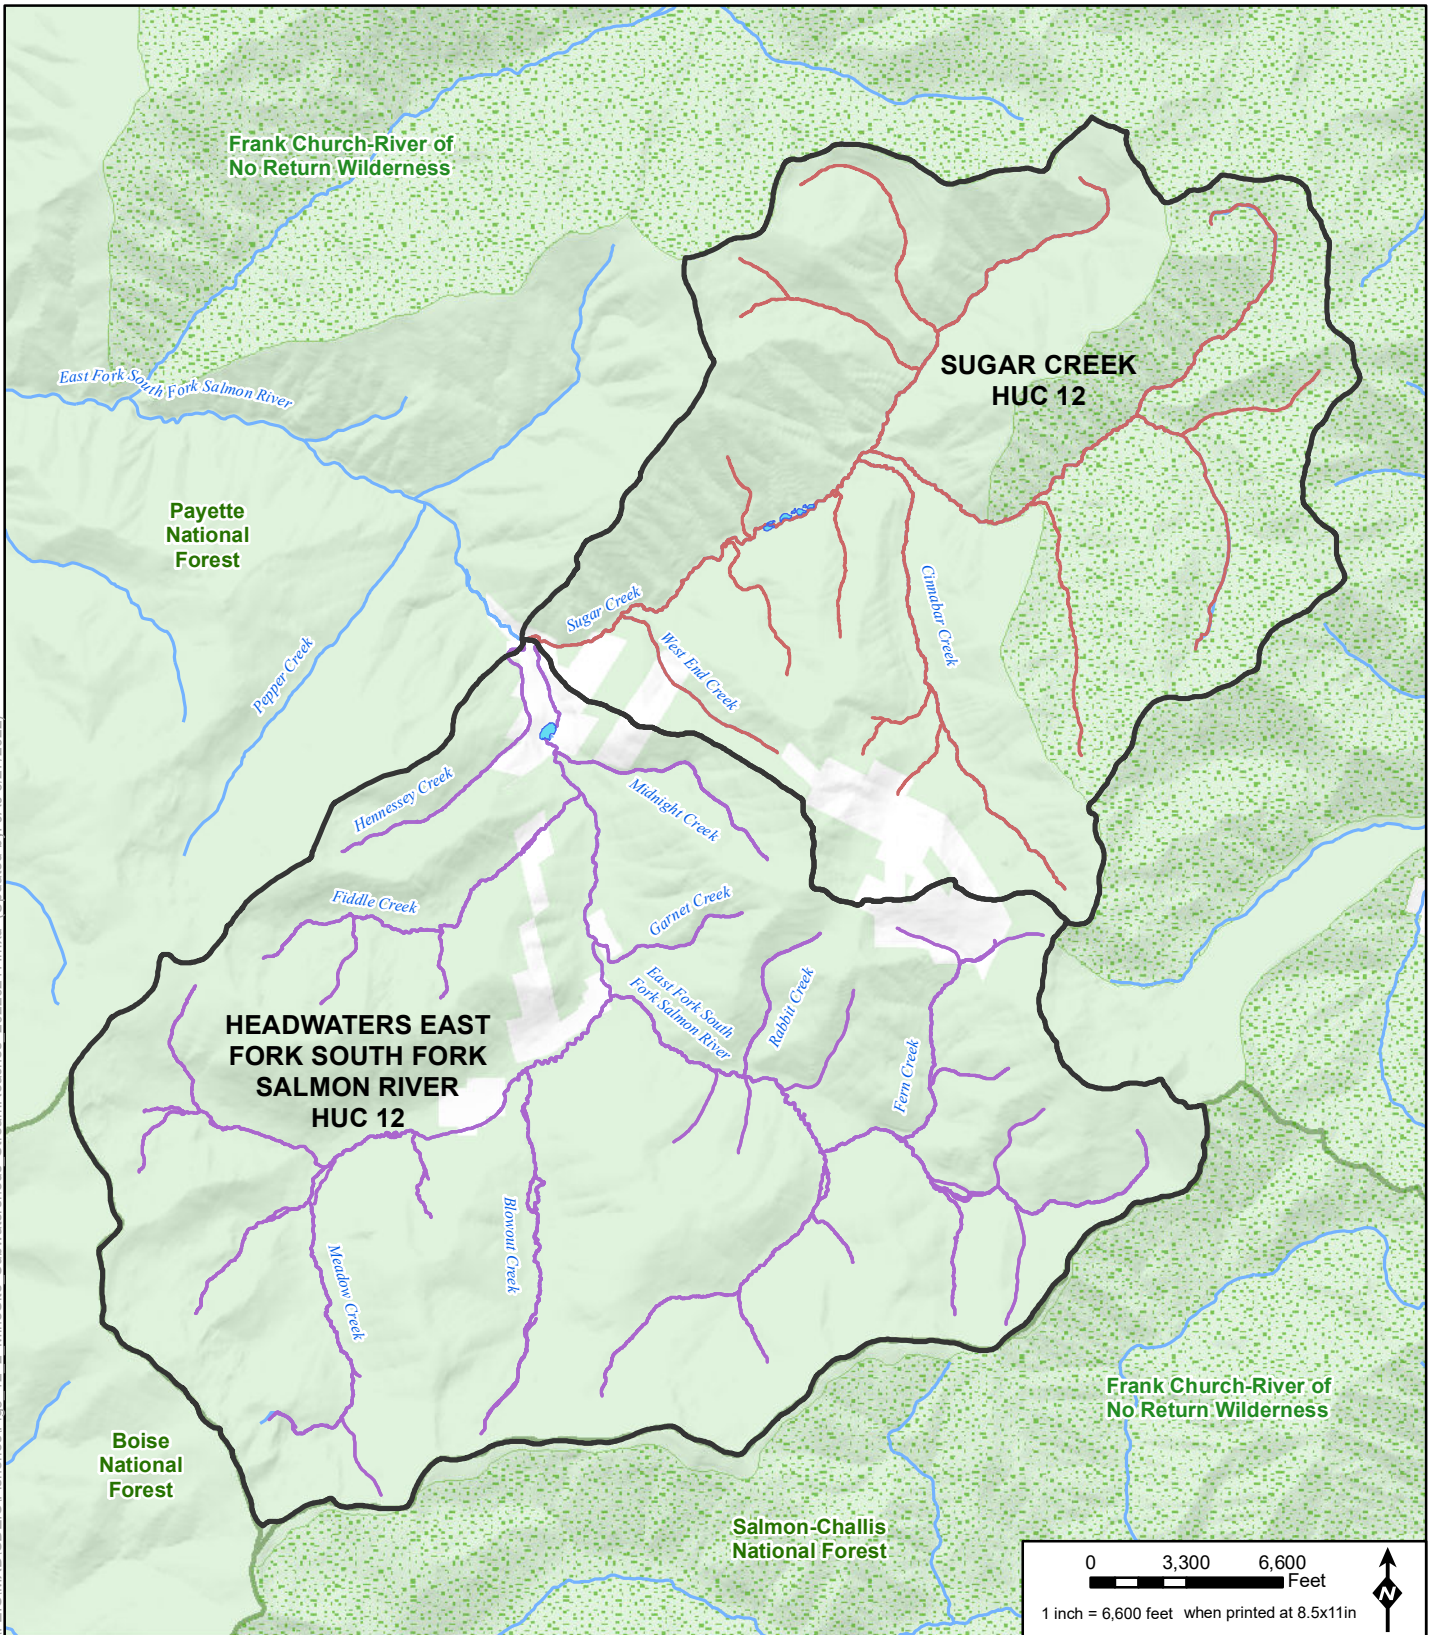 Frank Church-River of
No Return Wilderness
SUGAR CREEK
HUC 12
East Fork South Fork Salmon River
Payette
National
Forest
Sugar Creek
Cinnabar Creek
West End Creek
Pepper Creek
Hennessey Creek
Midnight Creek
Fiddle Creek
Garnet Creek
East Fork South
Fork Salmon River
Rabbit Creek
HEADWATERS EAST
FORK SOUTH FORK
SALMON RIVER
HUC 12
Fern Creek
Blowout Creek
Meadow Creek
Frank Church-River of
No Return Wilderness
Boise
National
Forest
Salmon-Challis
National Forest
0 3,300 6,600
Feet
N
1 inch = 6,600 feet when printed at 8.5x11in